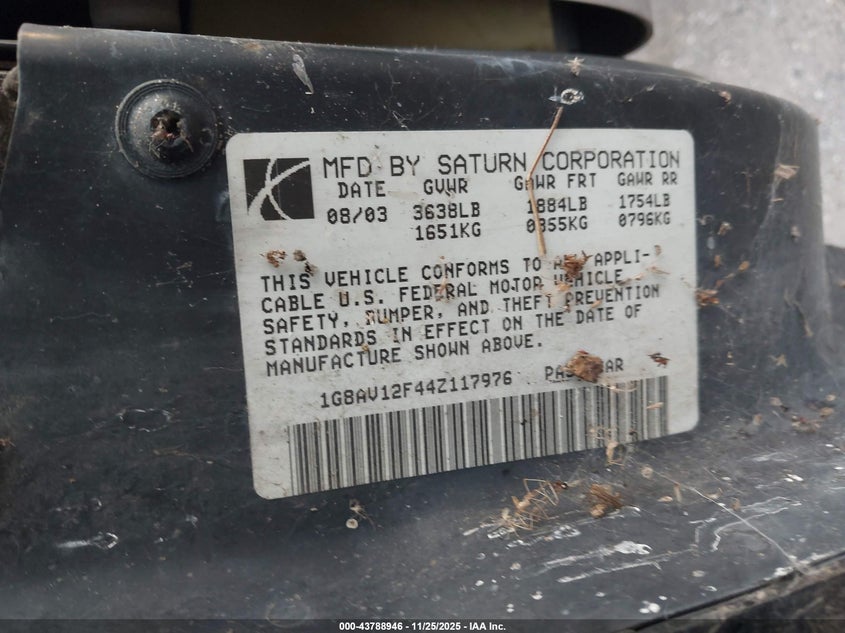 MFD BY SATURN CORPORATION
DATE GVWR GAWR FRT GAWR RR
08/03 3638LB 1884LB 1754LB
1651KG 0855KG 0796KG
THIS VEHICLE CONFORMS TO APPLI-
CABLE U.S. FEDERAL MOTOR VEHICLE
SAFETY, BUMPER, AND THEFT PREVENTION
STANDARDS IN EFFECT ON THE DATE OF
MANUFACTURE SHOWN ABOVE.
1G8AV12F44Z117976
000-43788946 - 11/25/2025 - IAA Inc.